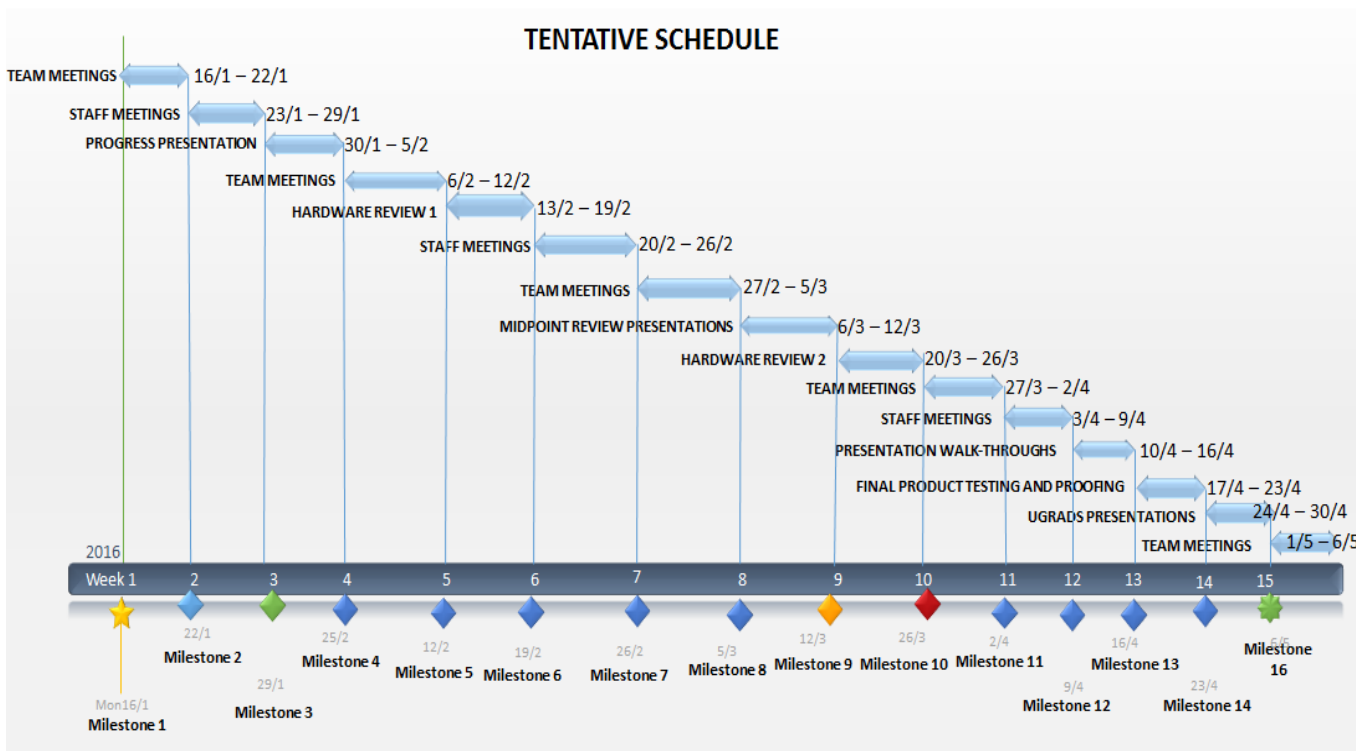 TENTATIVE SCHEDULE
TEAM MEETINGS 16/1 – 22/1
STAFF MEETINGS 23/1 – 29/1
PROGRESS PRESENTATION 30/1 – 5/2
TEAM MEETINGS 6/2 – 12/2
HARDWARE REVIEW 1 13/2 – 19/2
STAFF MEETINGS 20/2 – 26/2
TEAM MEETINGS 27/2 – 5/3
MIDPOINT REVIEW PRESENTATIONS 6/3 – 12/3
HARDWARE REVIEW 2 20/3 – 26/3
TEAM MEETINGS 27/3 – 2/4
STAFF MEETINGS 3/4 – 9/4
PRESENTATION WALK-THROUGHS 10/4 – 16/4
FINAL PRODUCT TESTING AND PROOFING 17/4 – 23/4
UGRADS PRESENTATIONS 24/4 – 30/4
TEAM MEETINGS 1/5 – 6/5
2016
Week 1 2 3 4 5 6 7 8 9 10 11 12 13 14 15
Mon16/1
Milestone 1
22/1
Milestone 2
29/1
Milestone 3
25/2
Milestone 4
12/2
Milestone 5
19/2
Milestone 6
26/2
Milestone 7
5/3
Milestone 8
12/3
Milestone 9
26/3
Milestone 10
2/4
Milestone 11
9/4
Milestone 12
16/4
Milestone 13
23/4
Milestone 14
6/5
Milestone
16